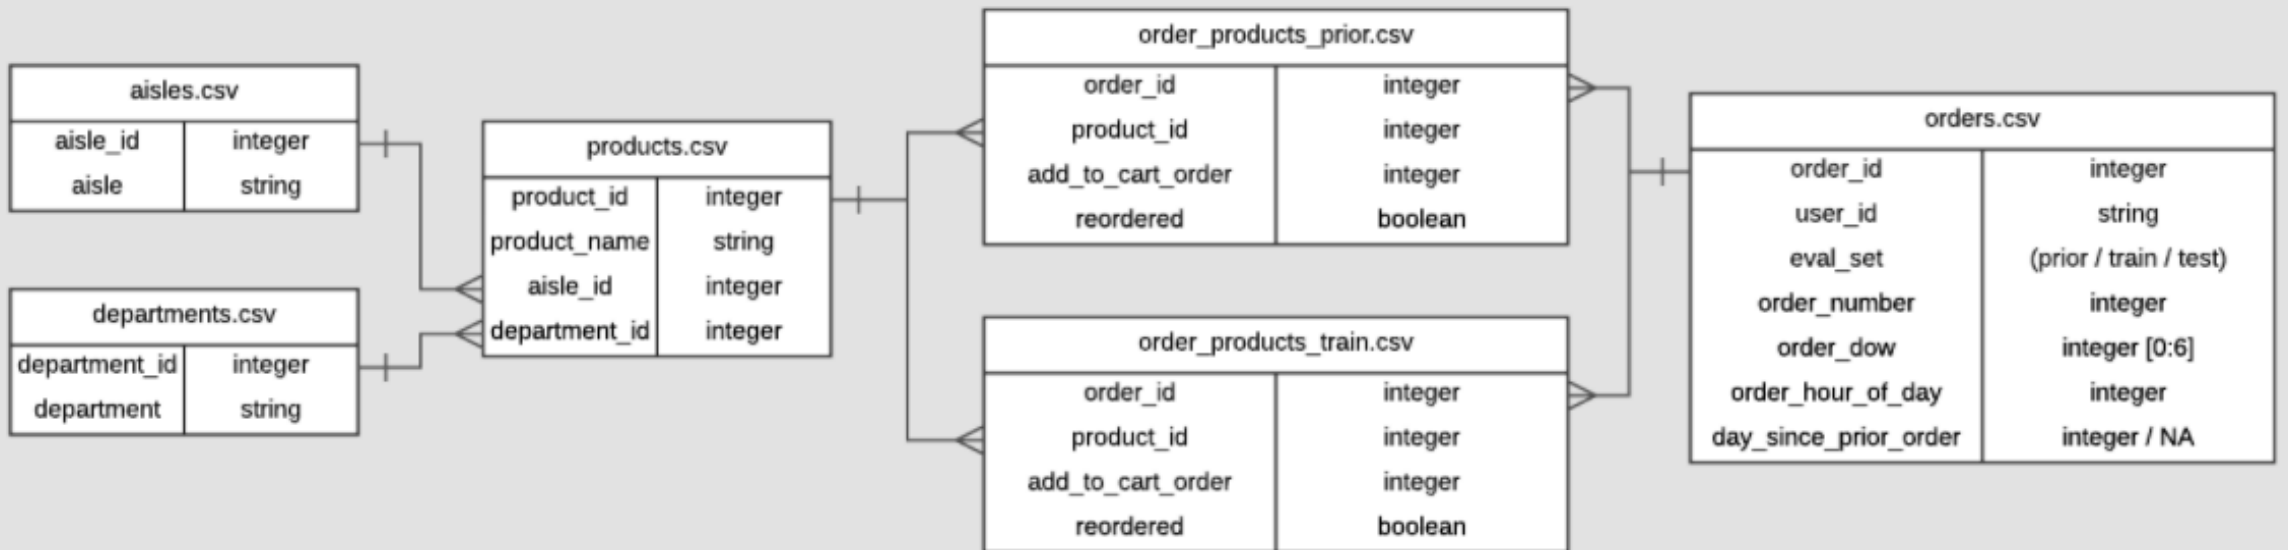 aisles.csv
aisle_id integer
aisle string
departments.csv
department_id integer
department string
products.csv
product_id integer
product_name string
aisle_id integer
department_id integer
order_products_prior.csv
order_id integer
product_id integer
add_to_cart_order integer
reordered boolean
order_products_train.csv
order_id integer
product_id integer
add_to_cart_order integer
reordered boolean
orders.csv
order_id integer
user_id string
eval_set (prior / train / test)
order_number integer
order_dow integer [0:6]
order_hour_of_day integer
day_since_prior_order integer / NA